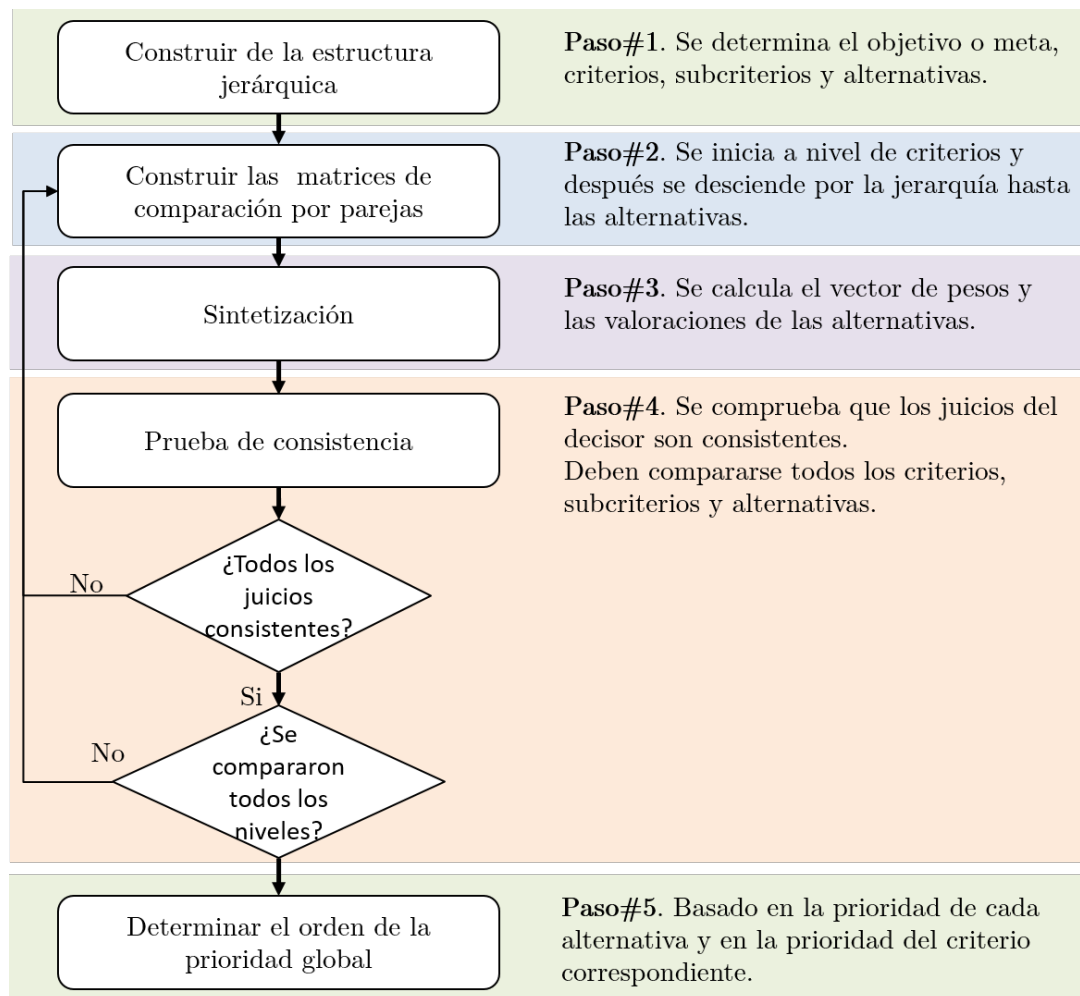 Construir de la estructura
jerárquica
Paso#1. Se determina el objetivo o meta,
criterios, subcriterios y alternativas.
Construir las matrices de
comparación por parejas
Paso#2. Se inicia a nivel de criterios y
después se desciende por la jerarquía hasta
las alternativas.
Sintetización
Paso#3. Se calcula el vector de pesos y
las valoraciones de las alternativas.
Prueba de consistencia
Paso#4. Se comprueba que los juicios del
decisor son consistentes.
Deben compararse todos los criterios,
subcriterios y alternativas.
¿Todos los
juicios
consistentes?
No
Si
¿Se
compararon
todos los
niveles?
No
Determinar el orden de la
prioridad global
Paso#5. Basado en la prioridad de cada
alternativa y en la prioridad del criterio
correspondiente.